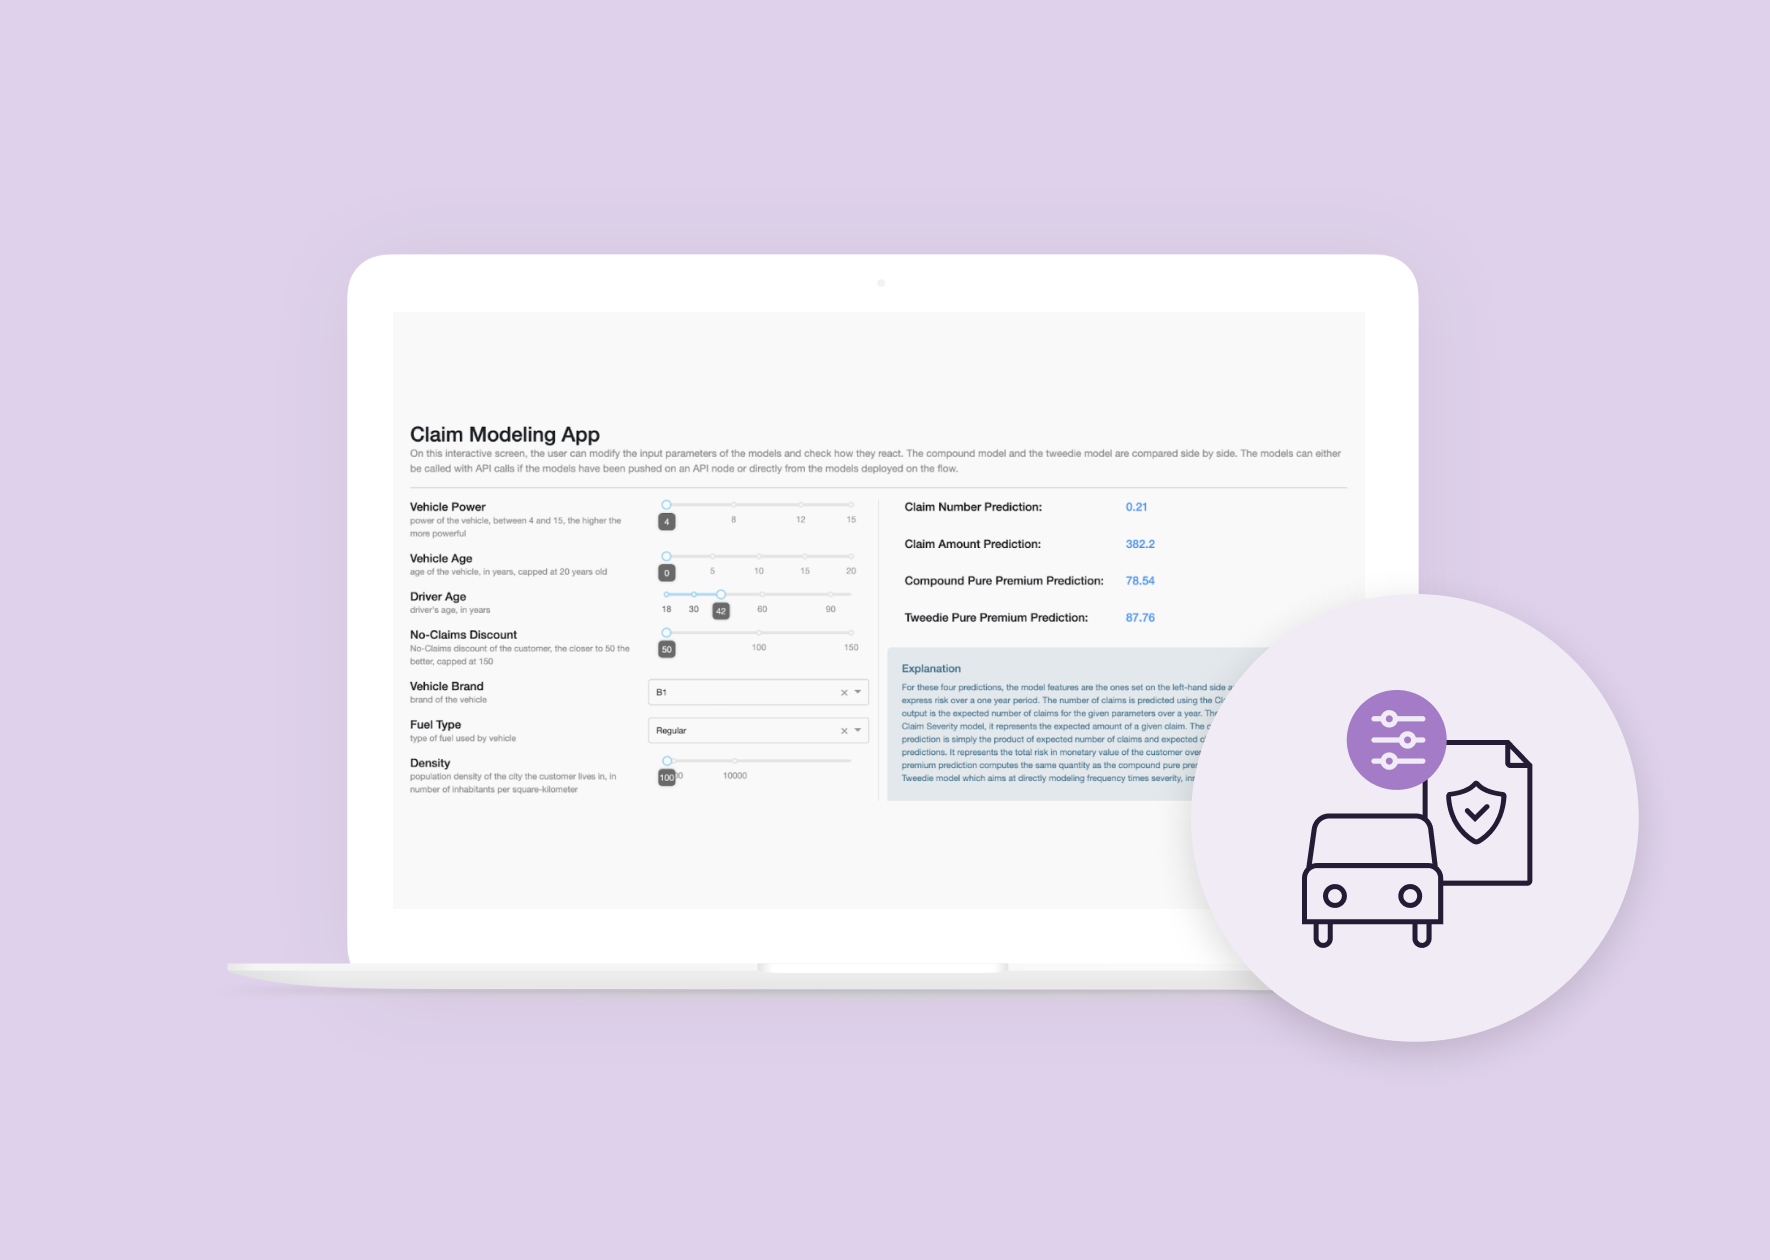 Claim Modeling App
On this interactive screen, the user can modify the input parameters of the models and check how they react. The compound model and the tweedie model are compared side by side. The models can either
be called with API calls if the models have been pushed on an API node or directly from the models deployed on the flow.
Vehicle Power
power of the vehicle, between 4 and 15, the higher the
more powerful
4 8 12 15
Vehicle Age
age of the vehicle, in years, capped at 20 years old
0 5 10 15 20
Driver Age
driver's age, in years
18 30 42 60 90
No-Claims Discount
No-Claims discount of the customer, the closer to 50 the
better, capped at 150
50 100 150
Vehicle Brand
brand of the vehicle
B1
Fuel Type
type of fuel used by vehicle
Regular
Density
population density of the city the customer lives in, in
number of inhabitants per square-kilometer
100 10000
Claim Number Prediction: 0.21
Claim Amount Prediction: 382.2
Compound Pure Premium Prediction: 78.54
Tweedie Pure Premium Prediction: 87.76
Explanation
For these four predictions, the model features are the ones set on the left-hand side
express risk over a one year period. The number of claims is predicted using the
output is the expected number of claims for the given parameters over a year.
Claim Severity model, it represents the expected amount of a given claim. The
prediction is simply the product of expected number of claims and expected
predictions. It represents the total risk in monetary value of the customer over
premium prediction computes the same quantity as the compound pure
Tweedie model which aims at directly modeling frequency times severity,